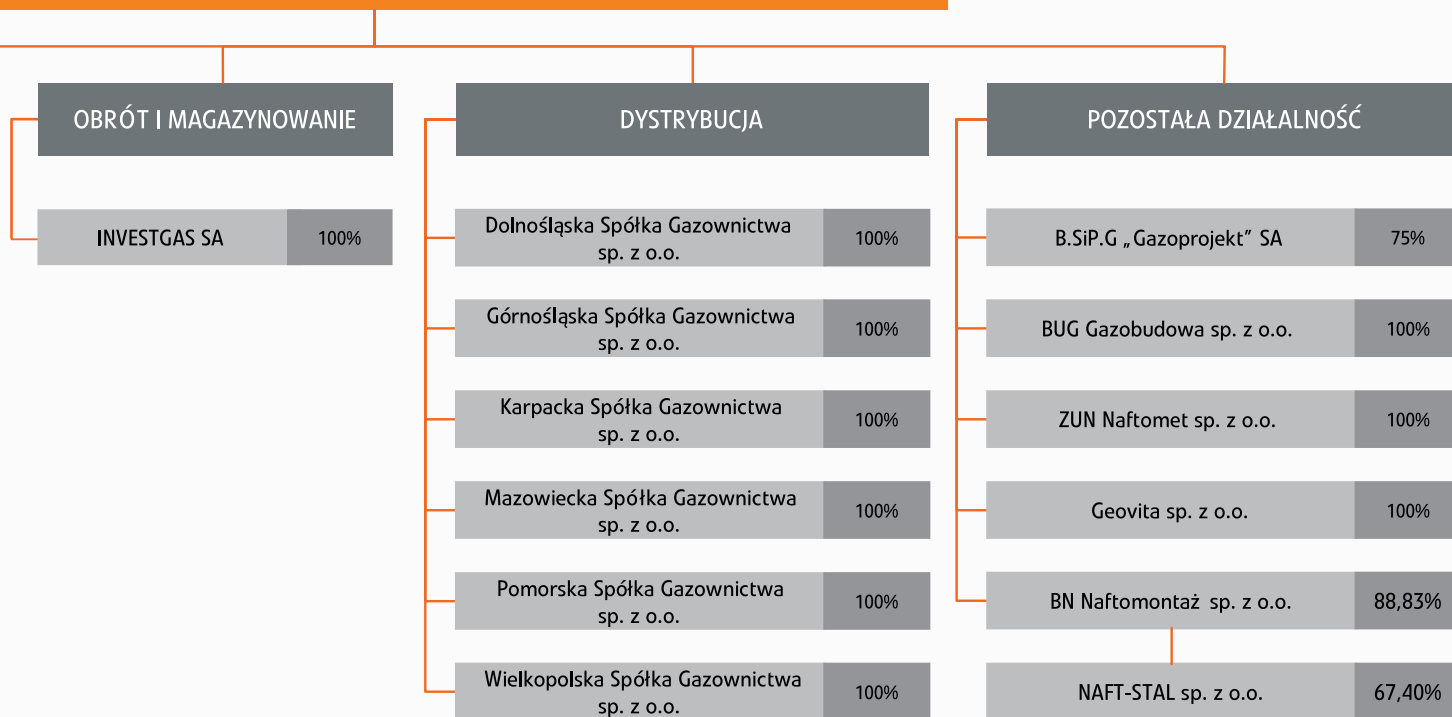 OBRÓT I MAGAZYNOWANIE
INVESTGAS SA 100%
DYSTRYBUCJA
Dolnośląska Spółka Gazownictwa
sp. z o.o.
100%
Górnośląska Spółka Gazownictwa
sp. z o.o.
100%
Karpacka Spółka Gazownictwa
sp. z o.o.
100%
Mazowiecka Spółka Gazownictwa
sp. z o.o.
100%
Pomorska Spółka Gazownictwa
sp. z o.o.
100%
Wielkopolska Spółka Gazownictwa
sp. z o.o.
100%
POZOSTAŁA DZIAŁALNOŚĆ
B.SiP.G „Gazoprojekt” SA 75%
BUG Gazobudowa sp. z o.o. 100%
ZUN Naftomet sp. z o.o. 100%
Geovita sp. z o.o. 100%
BN Naftomontaż sp. z o.o. 88,83%
NAFT-STAL sp. z o.o. 67,40%